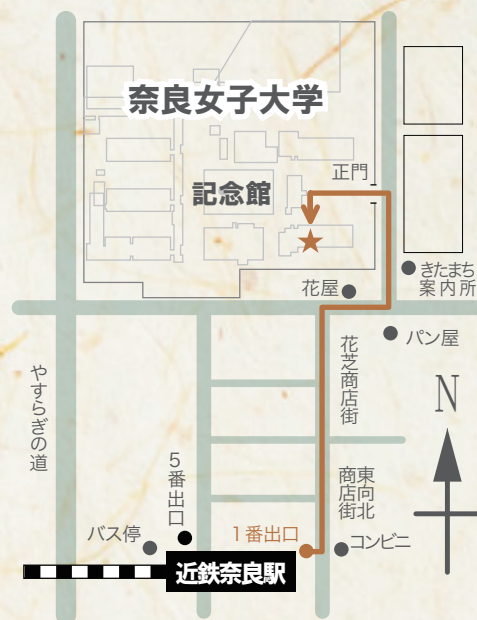 奈良女子大学
正門
記念館
きたまち
案内所
花屋
パン屋
花芝商店街
やすらぎの道
N
5番出口
東向北
商店街
バス停
1番出口
コンビニ
近鉄奈良駅